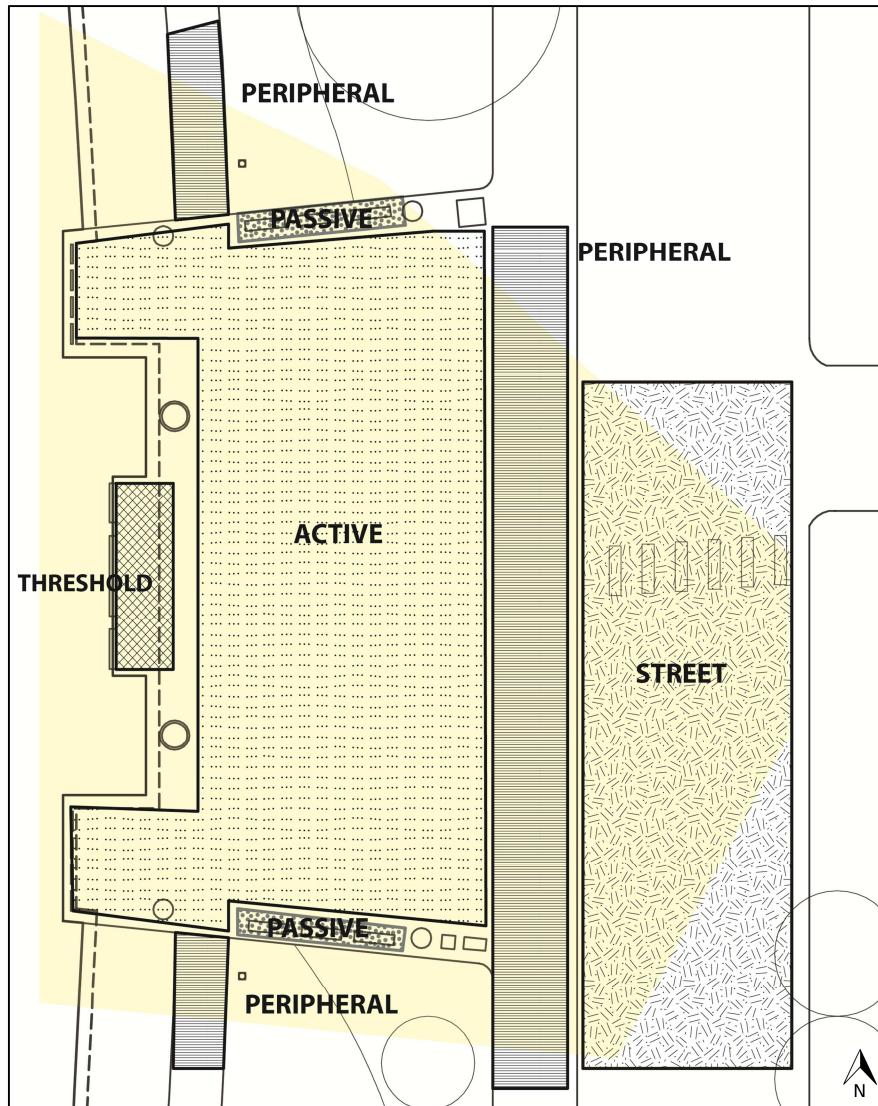 PERIPHERAL
PASSIVE
PERIPHERAL
ACTIVE
THRESHOLD
STREET
PASSIVE
PERIPHERAL
N